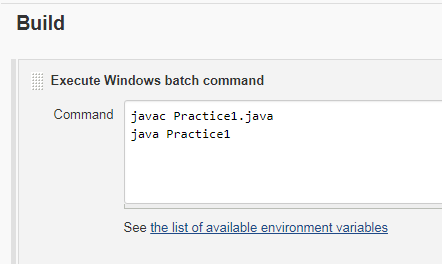 Build
Execute Windows batch command
Command
javac Practice1.java
java Practice1
See the list of available environment variables